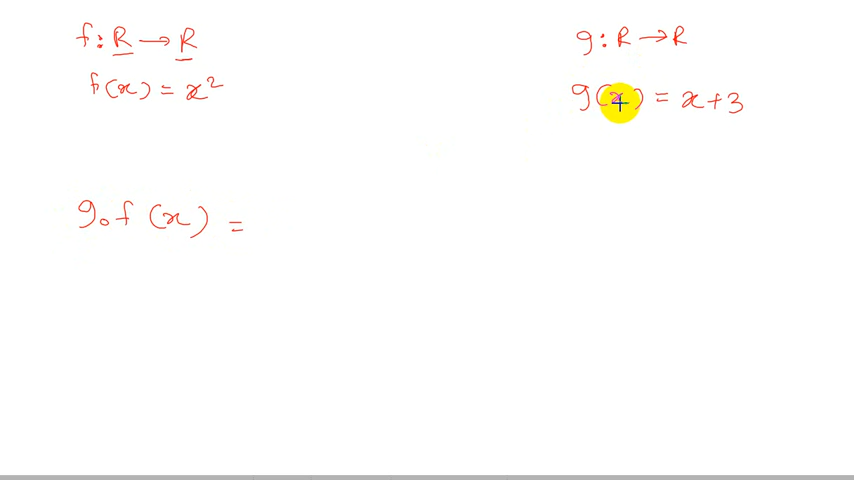 f : R → R
f(x) = x²
g : R → R
g(x) = x + 3
g∘f (x) =